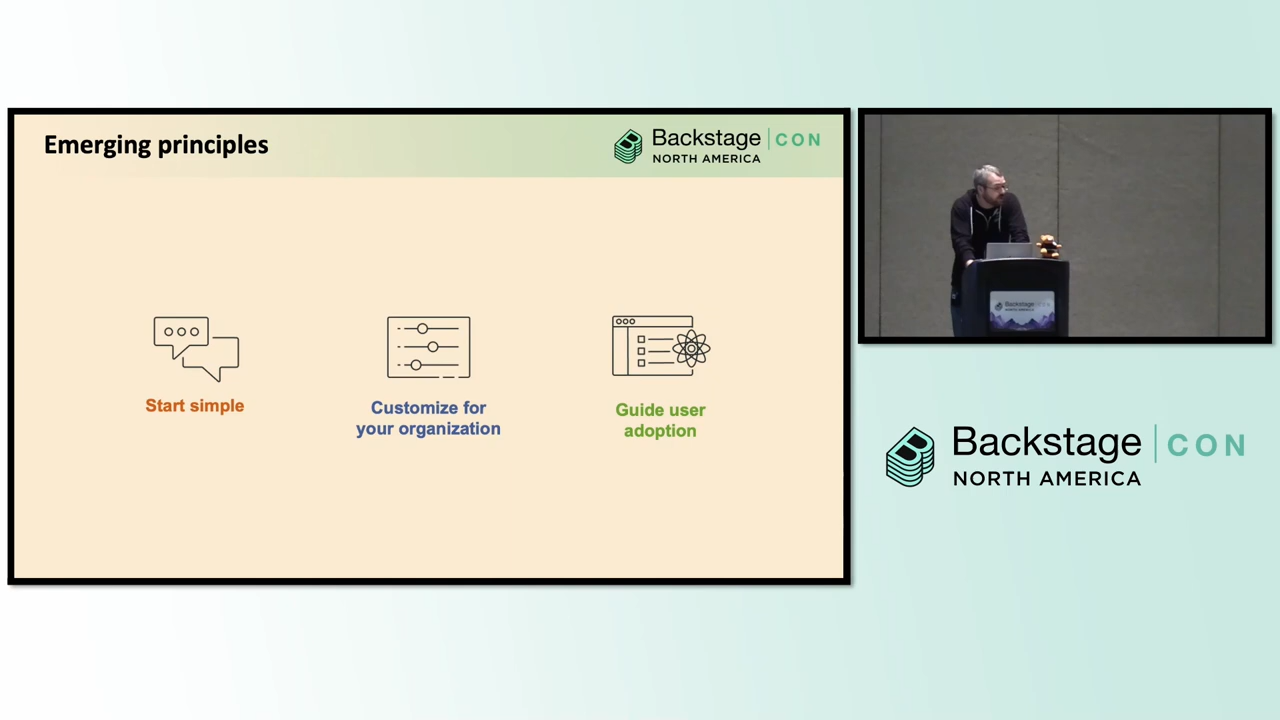 Emerging principles
Backstage CON
NORTH AMERICA
Start simple
Customize for
your organization
Guide user
adoption
Backstage CON
NORTH AMERICA
Backstage